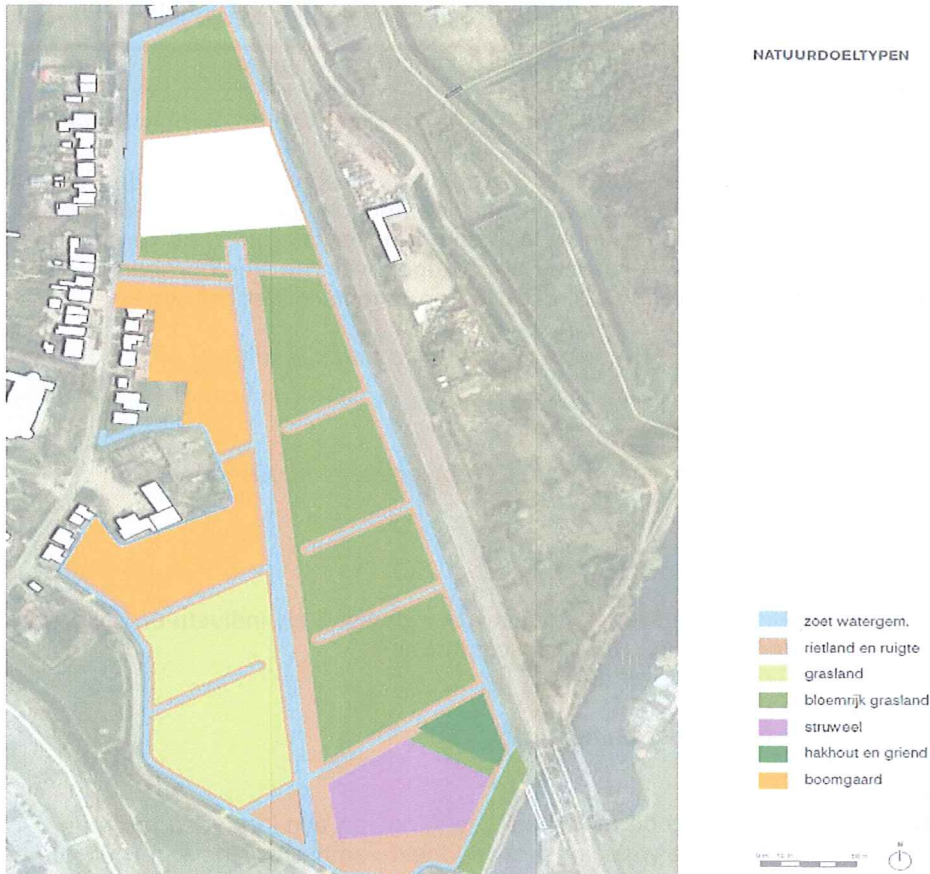 NATUURDOELTYPEN
zoet watergem.
rietland en ruigte
grasland
bloemrijk grasland
struweel
hakhout en griend
boomgaard
N